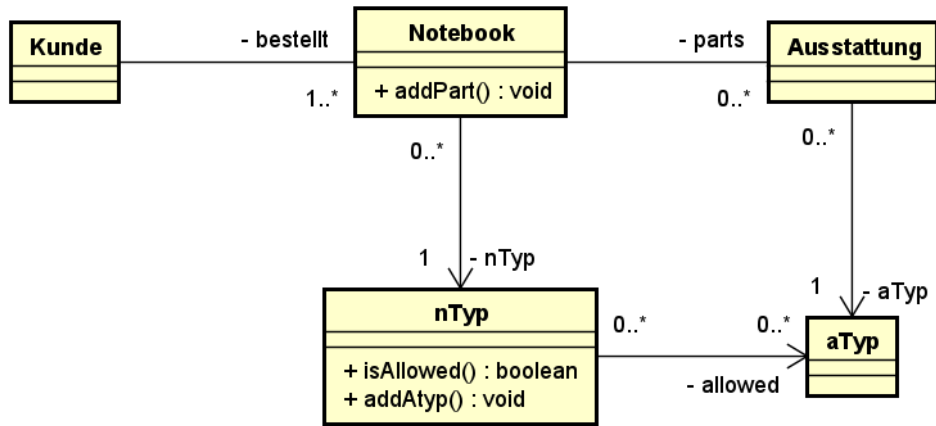 Kunde
- bestellt
1..*
Notebook
+ addPart() : void
- parts
0..*
Ausstattung
0..*
0..*
1
- nTyp
1
- aTyp
nTyp
+ isAllowed() : boolean
+ addAtyp() : void
0..*
0..*
- allowed
aTyp